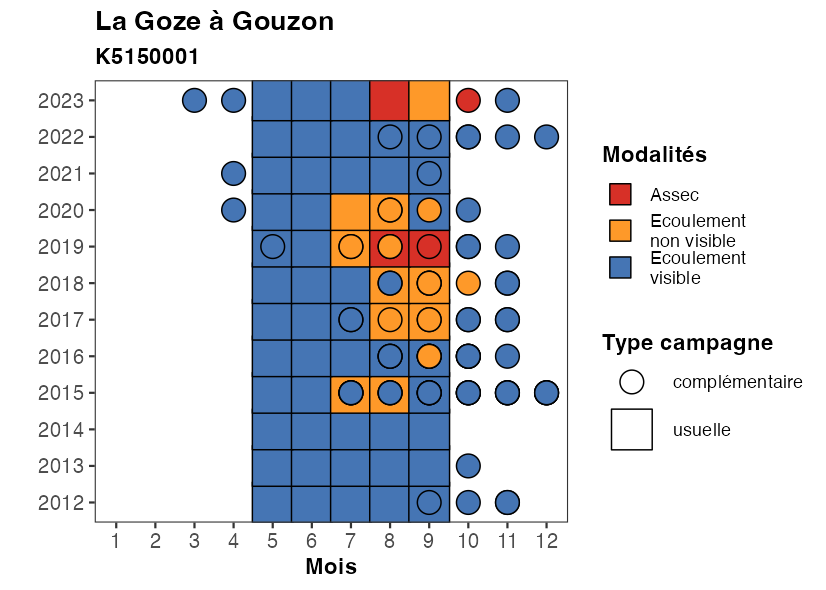 La Goze à Gouzon
K5150001
2023
2022
2021
2020
2019
2018
2017
2016
2015
2014
2013
2012
1 2 3 4 5 6 7 8 9 10 11 12
Mois
Modalités
Assec
Ecoulement
non visible
Ecoulement
visible
Type campagne
complémentaire
usuelle